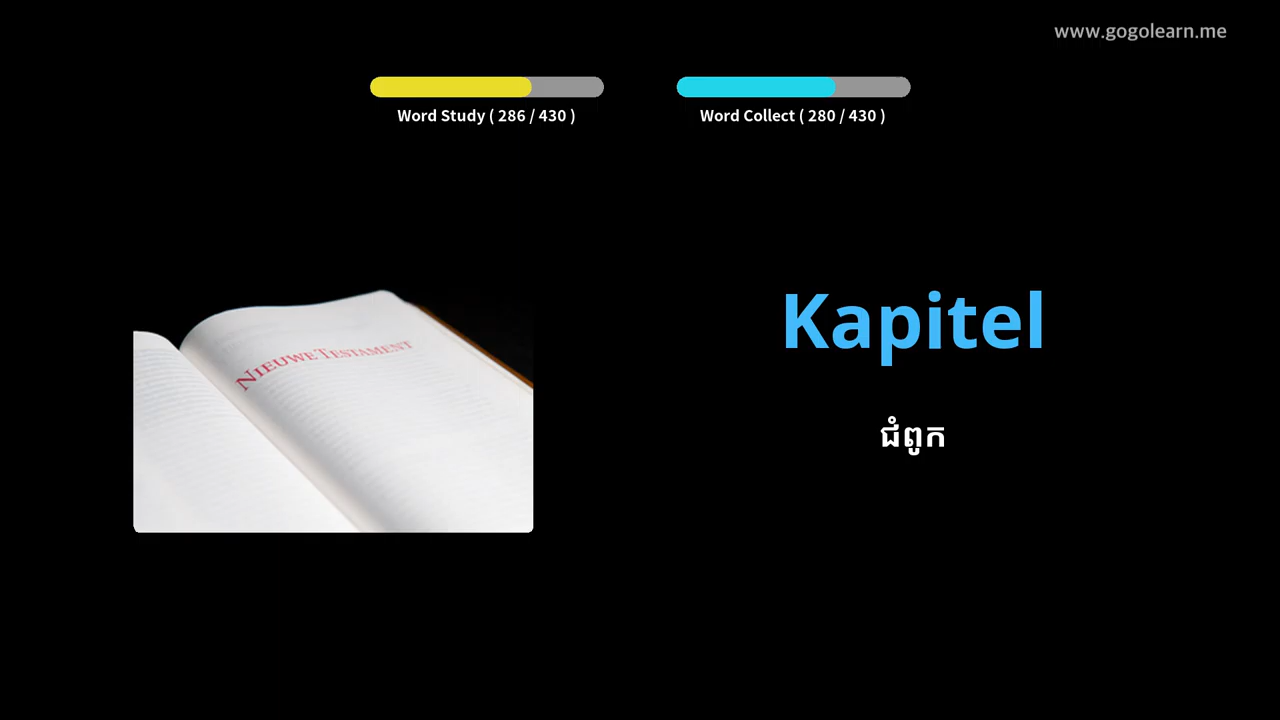 www.gogolearn.me
Word Study ( 286 / 430 )
Word Collect ( 280 / 430 )
NIEUWE TESTAMENT
Kapitel
ជំពូក